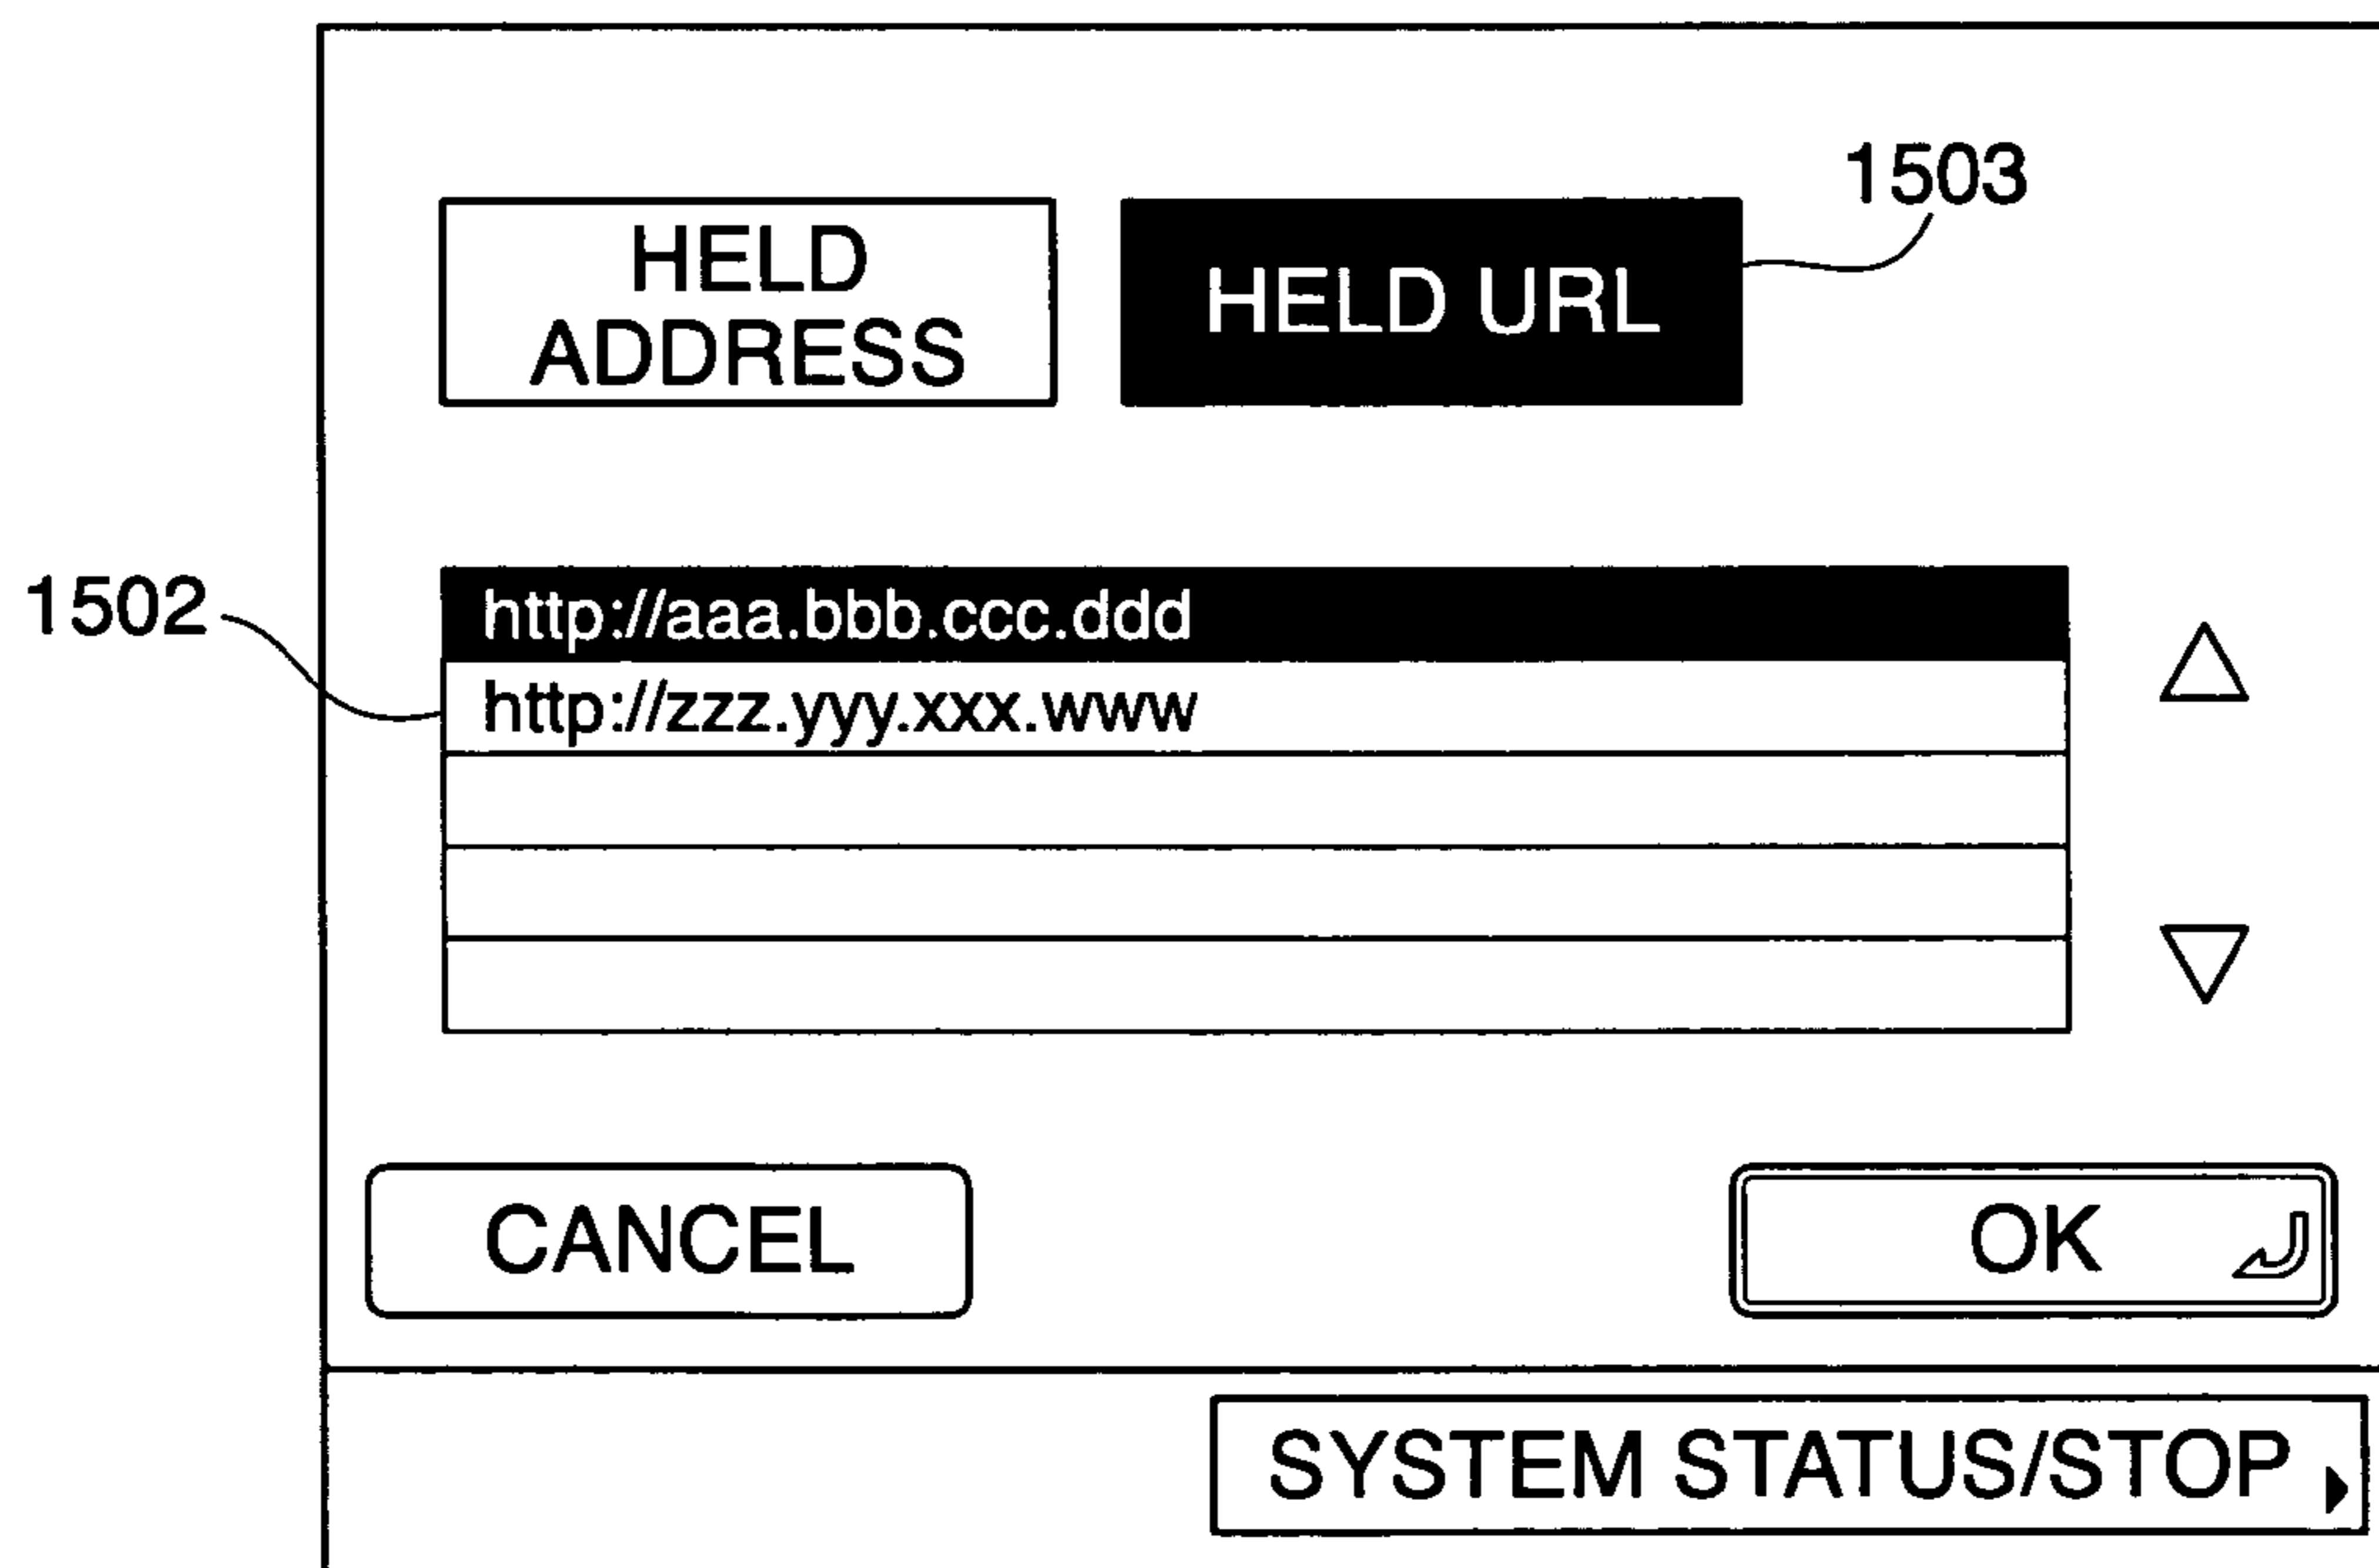 1503
HELD
ADDRESS
HELD URL
1502
http://aaa.bbb.ccc.ddd
http://zzz.yyy.xxx.www
CANCEL
OK
SYSTEM STATUS/STOP